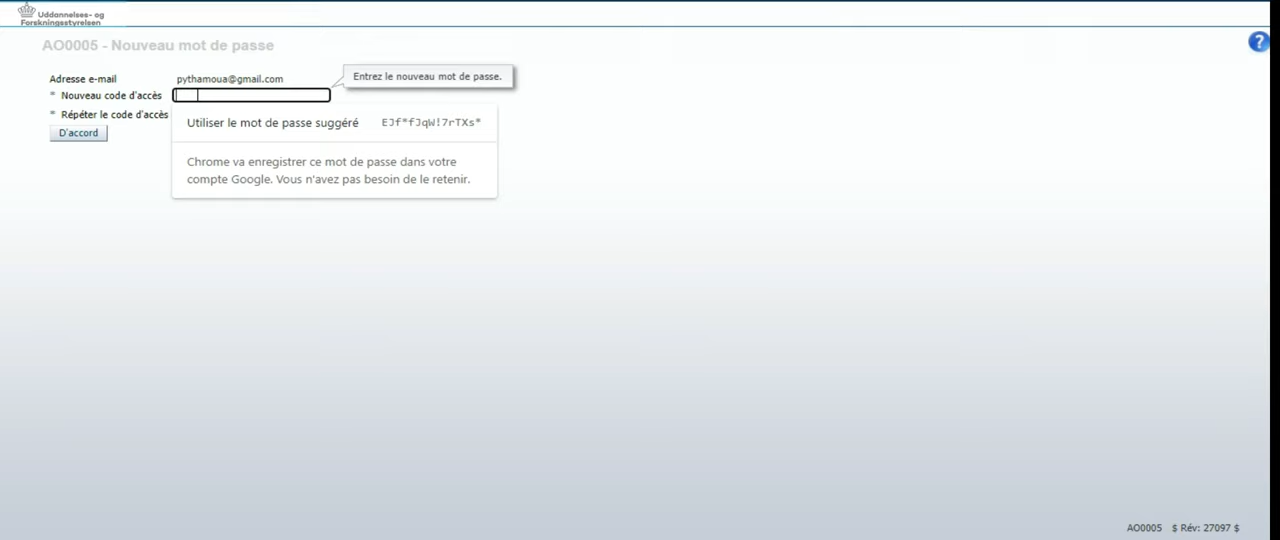 Uddannelses- og
Forskningsstyrelsen
AO0005 - Nouveau mot de passe
Adresse e-mail pythamoua@gmail.com
Entrez le nouveau mot de passe.
* Nouveau code d'accès
* Répéter le code d'accès
Utiliser le mot de passe suggéré EJf*fJqW!7rTXs*
D'accord
Chrome va enregistrer ce mot de passe dans votre
compte Google. Vous n'avez pas besoin de le retenir.
?
AO0005 $ Rév: 27097 $